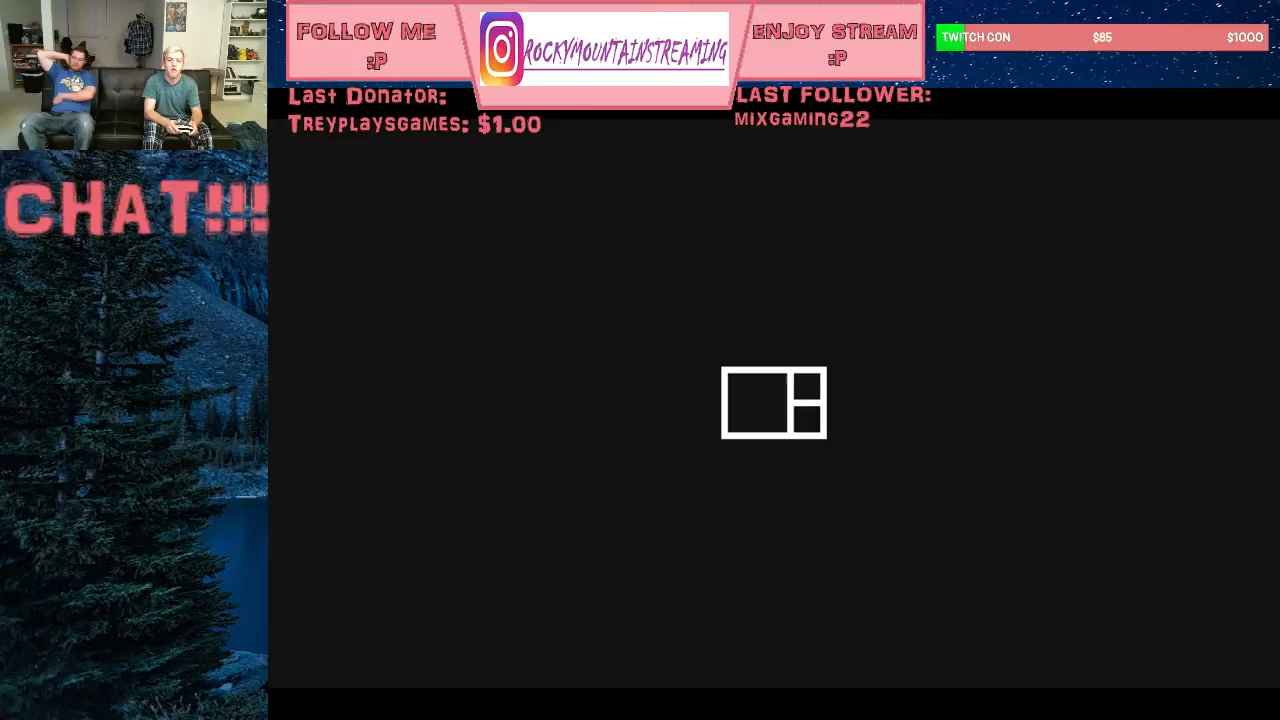 FOLLOW ME
:P
ROCKYMOUNTAINSTREAMING
ENJOY STREAM
:P
TWITCH CON $85 $1000
Last Donator:
Treyplaysgames: $1.00
LAST FOLLOWER:
mixgaming22
CHAT!!!